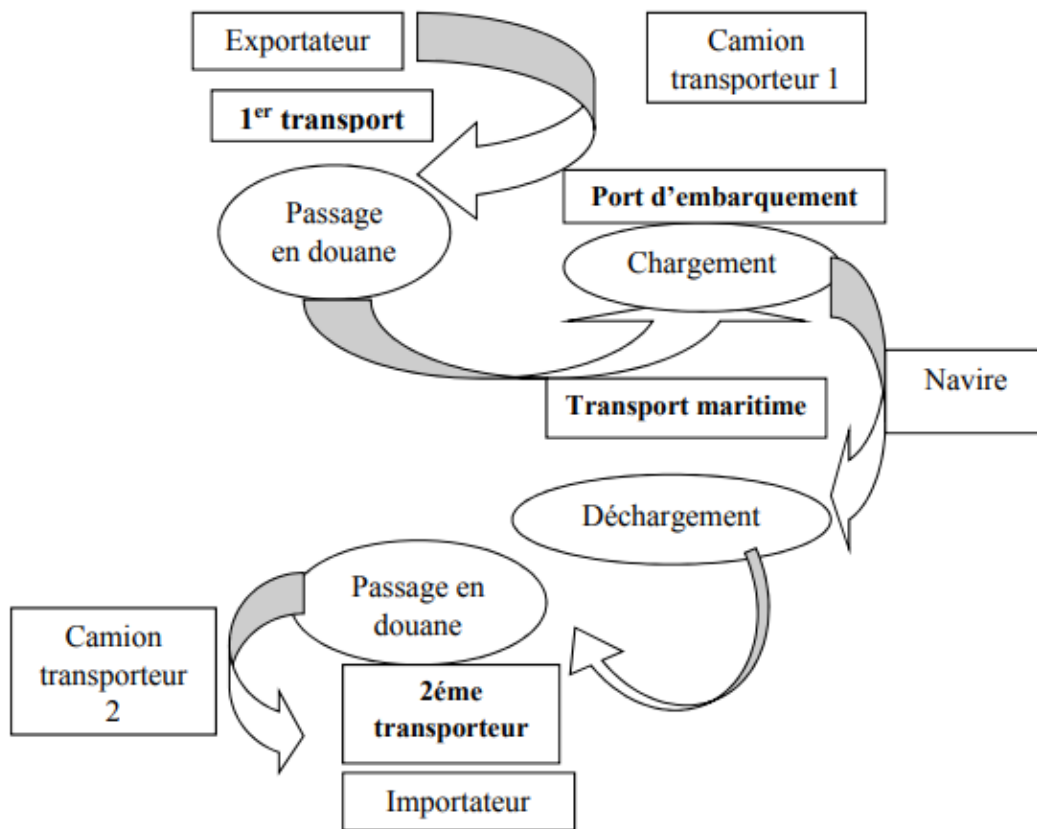 Exportateur
Camion
transporteur 1
1er transport
Port d’embarquement
Passage
en douane
Chargement
Navire
Transport maritime
Déchargement
Passage en
douane
Camion
transporteur
2
2éme
transporteur
Importateur